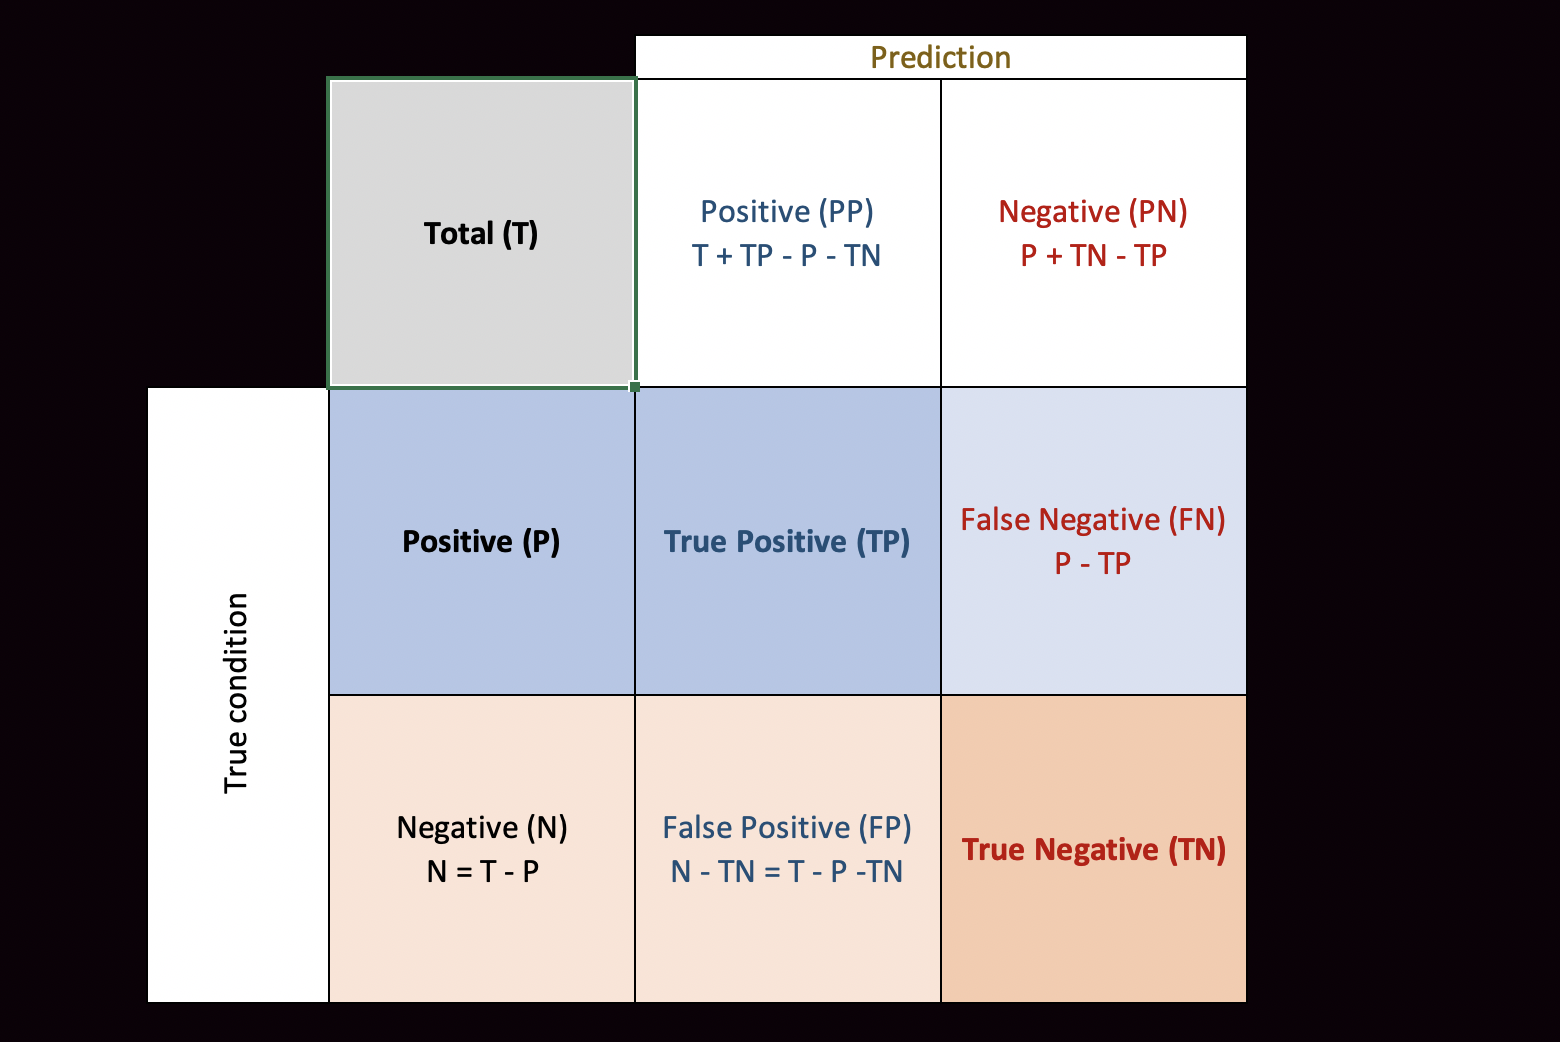 Prediction
Total (T)
Positive (PP)
T + TP - P - TN
Negative (PN)
P + TN - TP
True condition
Positive (P)
True Positive (TP)
False Negative (FN)
P - TP
Negative (N)
N = T - P
False Positive (FP)
N - TN = T - P -TN
True Negative (TN)